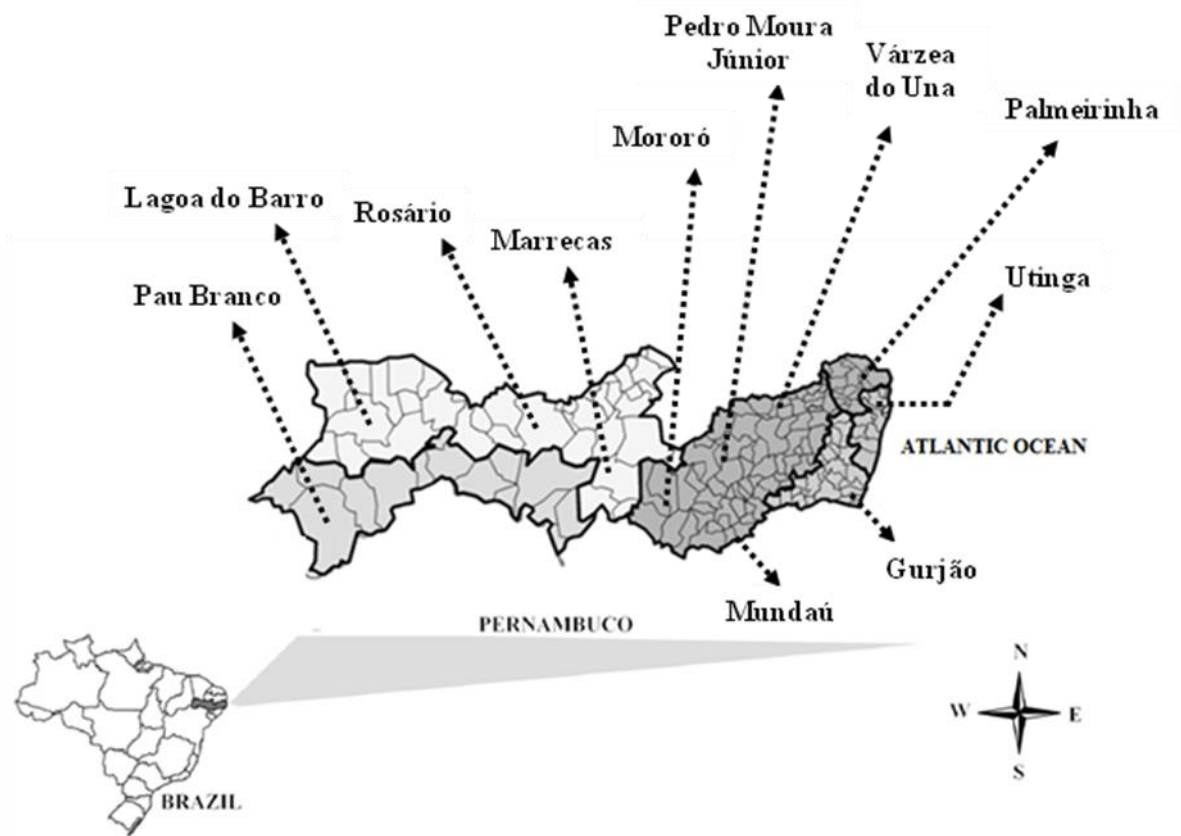 Pedro Moura
Júnior
Várzea
do Una
Palmeirinha
Mororó
Lagoa do Barro
Rosário
Marrecas
Utinga
Pau Branco
ATLANTIC OCEAN
Gurjão
Mundaú
PERNAMBUCO
N
W
E
S
BRAZIL